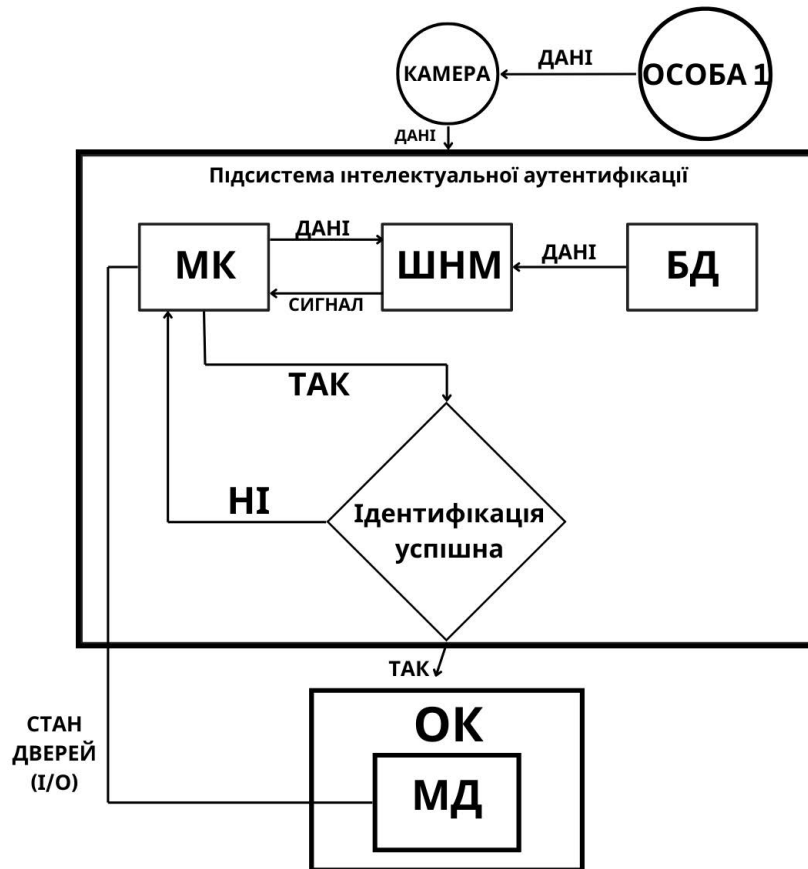 КАМЕРА
ДАНІ
ОСОБА 1
ДАНІ
Підсистема інтелектуальної аутентифікації
МК
ДАНІ
СИГНАЛ
ШНМ
ДАНІ
БД
ТАК
НІ
Ідентифікація
успішна
ТАК
СТАН
ДВЕРЕЙ
(I/O)
ОК
МД